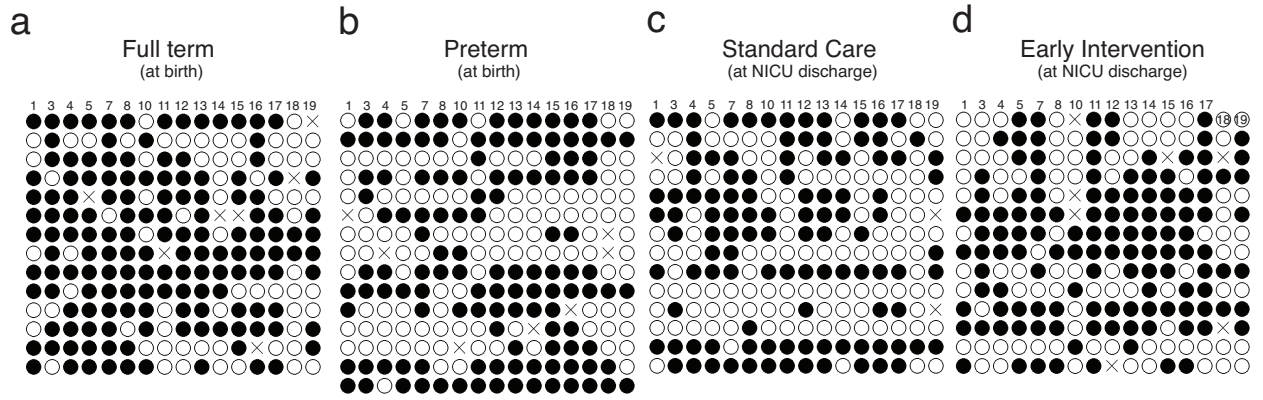 a
Full term
(at birth)
1 3 4 5 7 8 10 11 12 13 14 15 16 17 18 19
b
Preterm
(at birth)
1 3 4 5 7 8 10 11 12 13 14 15 16 17 18 19
c
Standard Care
(at NICU discharge)
1 3 4 5 7 8 10 11 12 13 14 15 16 17 18 19
d
Early Intervention
(at NICU discharge)
1 3 4 5 7 8 10 11 12 13 14 15 16 17
18 19